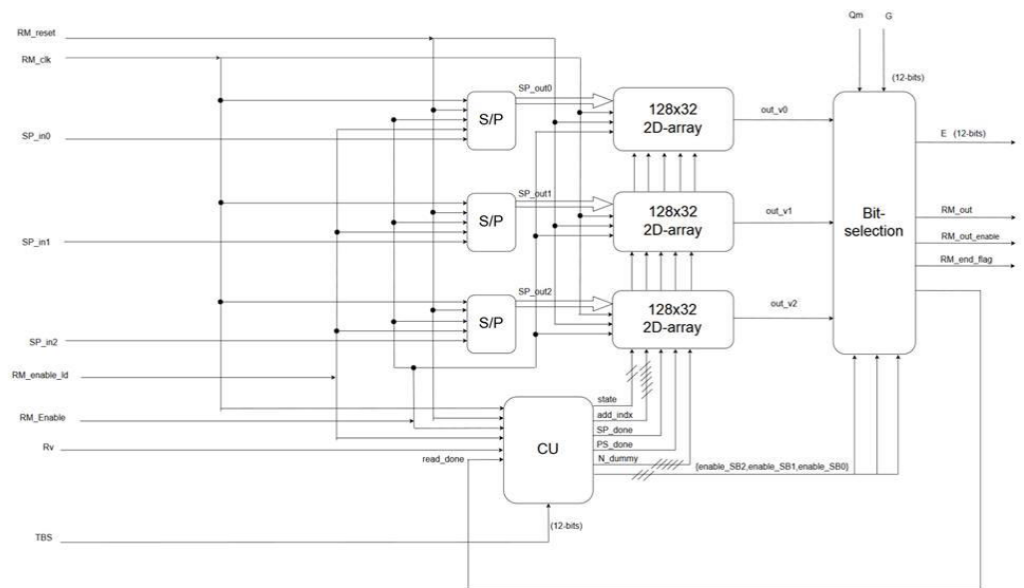 Qm G
(12-bits)
RM_reset
RM_clk
SP_out0
S/P
128x32
2D-array
out_v0
SP_in0
E (12-bits)
SP_out1
S/P
128x32
2D-array
out_v1
Bit-
selection
RM_out
SP_in1
RM_out_enable
RM_end_flag
SP_out2
S/P
128x32
2D-array
out_v2
SP_in2
RM_enable_ld
RM_Enable
Rv
read_done
CU
state
add_indx
SP_done
PS_done
N_dummy
{enable_SB2,enable_SB1,enable_SB0}
(12-bits)
TBS